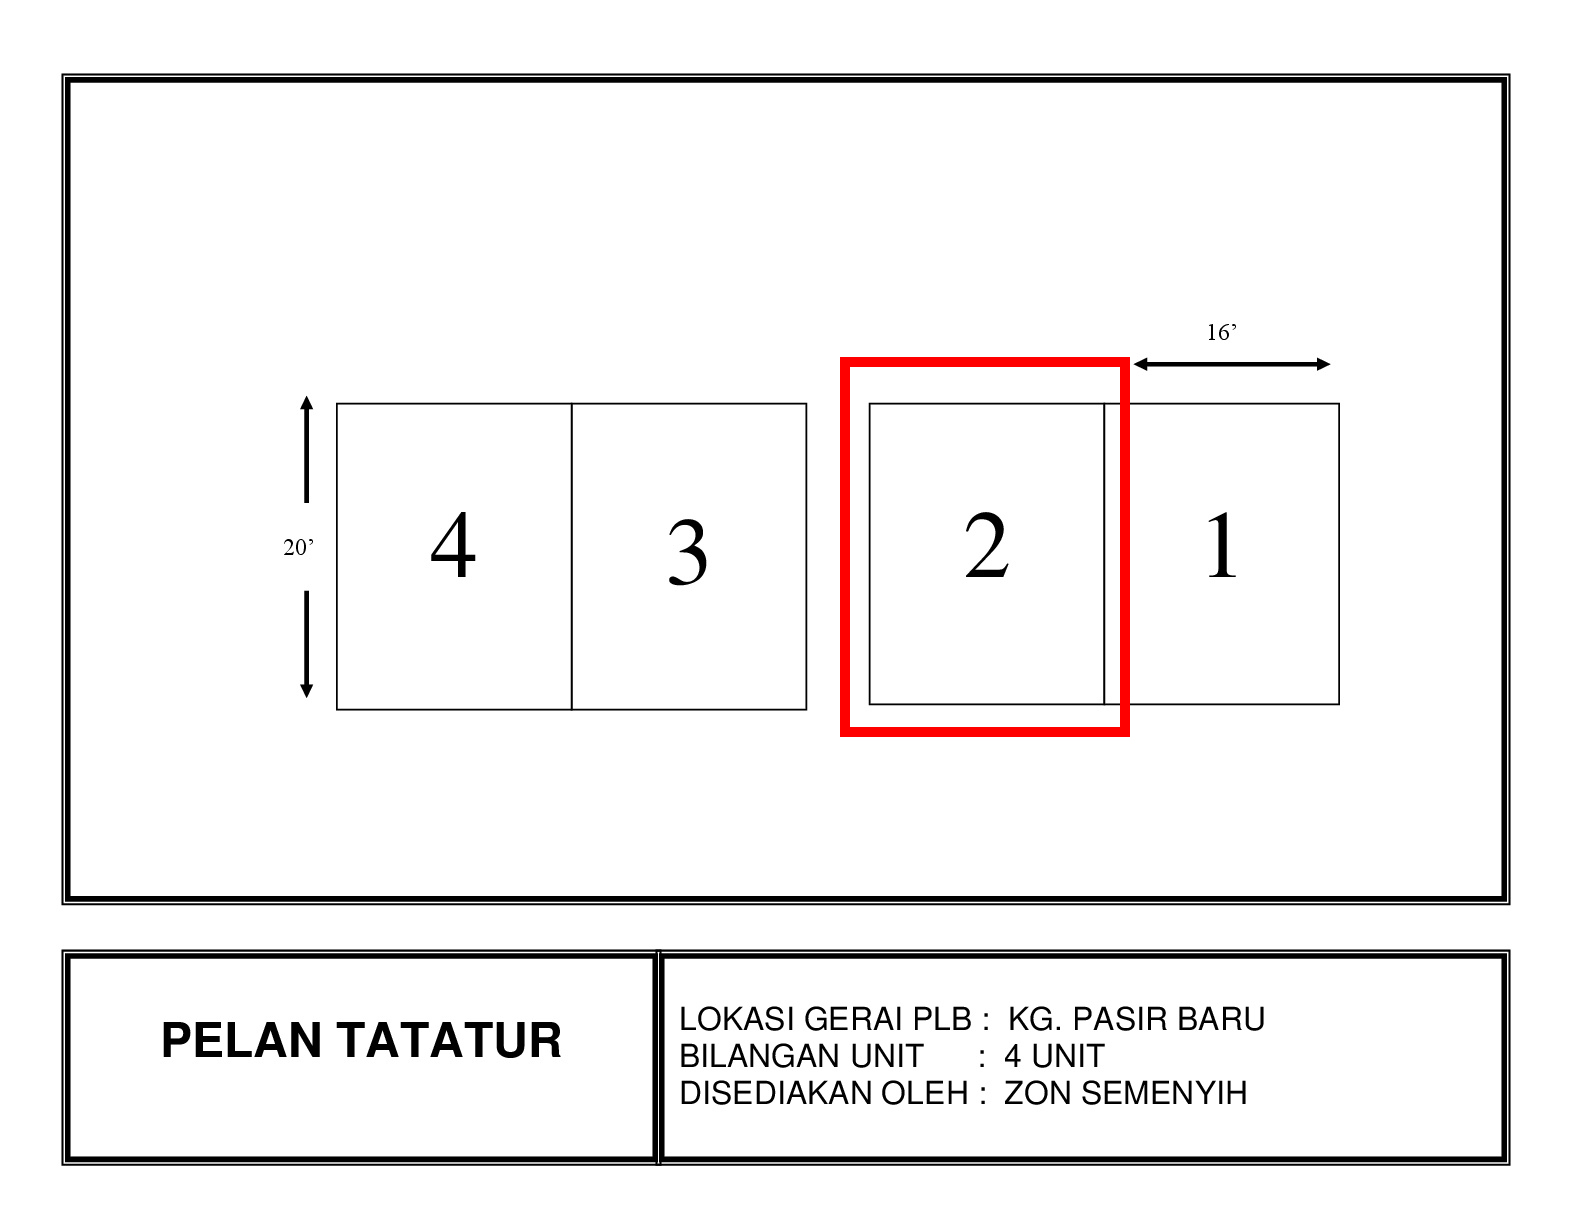 16’
4
3
2
1
20’
PELAN TATATUR
LOKASI GERAI PLB : KG. PASIR BARU
BILANGAN UNIT : 4 UNIT
DISEDIAKAN OLEH : ZON SEMENYIH